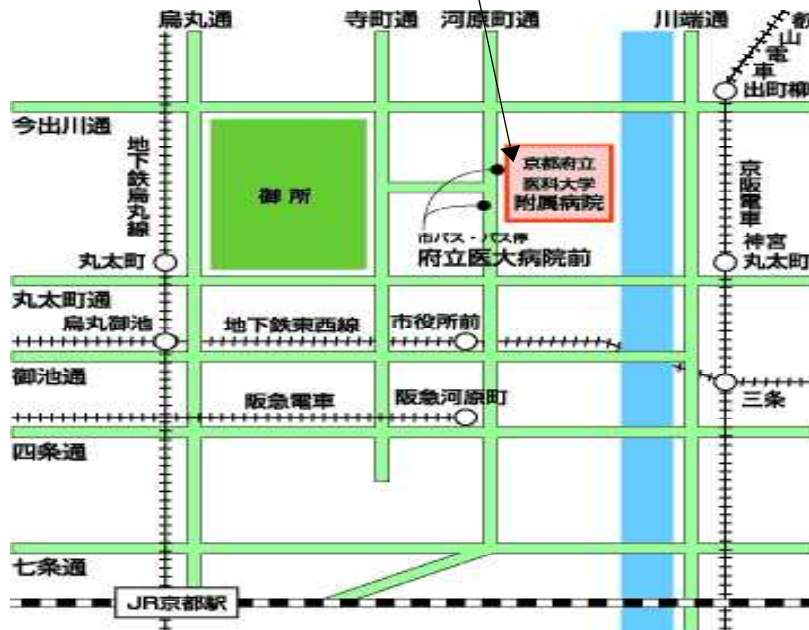 烏丸通
寺町通
河原町通
川端通
叡山電車
出町柳
今出川通
地下鉄烏丸線
御所
京都府立
医科大学
附属病院
京阪電車
市バス・バス停
府立医大病院前
丸太町
神宮
丸太町
丸太町通
烏丸御池
地下鉄東西線
市役所前
御池通
阪急電車
阪急河原町
三条
四条通
七条通
JR京都駅